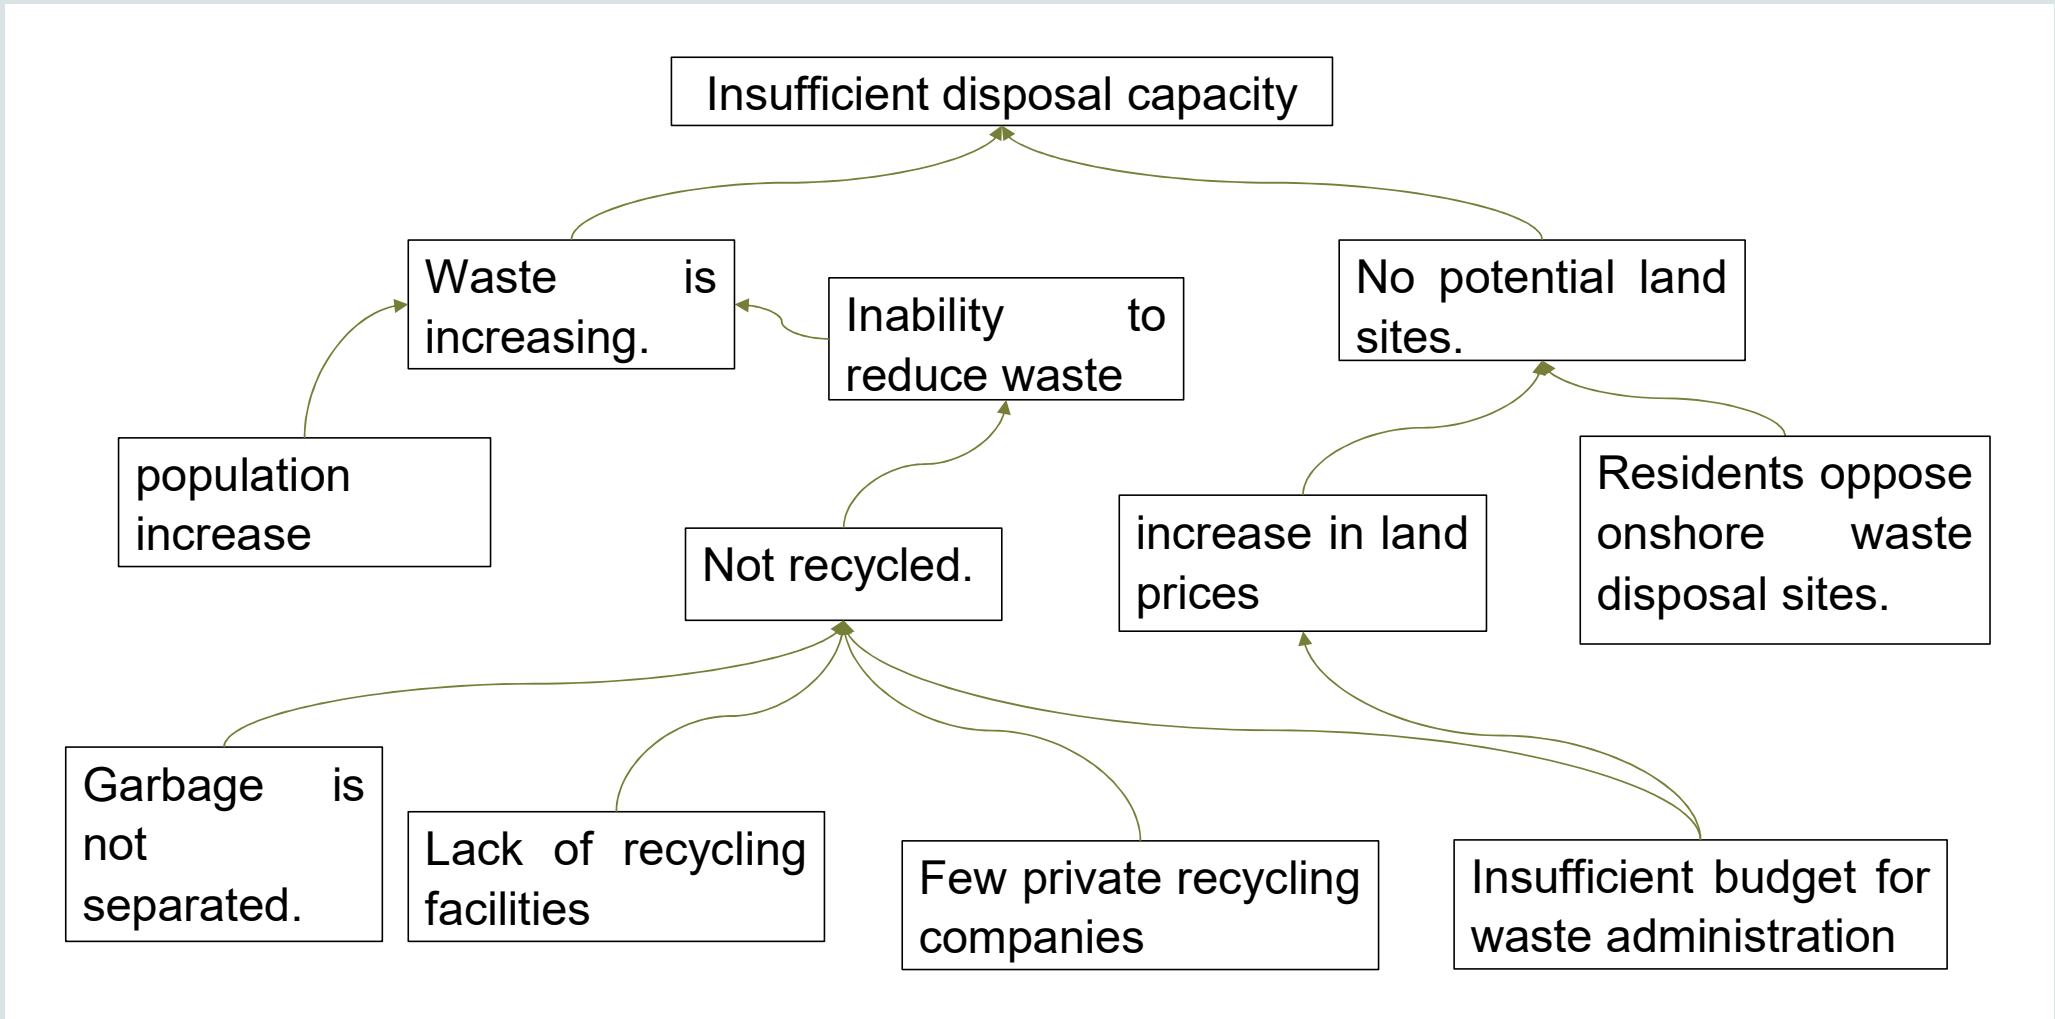 Insufficient disposal capacity
Waste is
increasing.
Inability to
reduce waste
No potential land
sites.
population
increase
Not recycled.
increase in land
prices
Residents oppose
onshore waste
disposal sites.
Garbage is
not
separated.
Lack of recycling
facilities
Few private recycling
companies
Insufficient budget for
waste administration